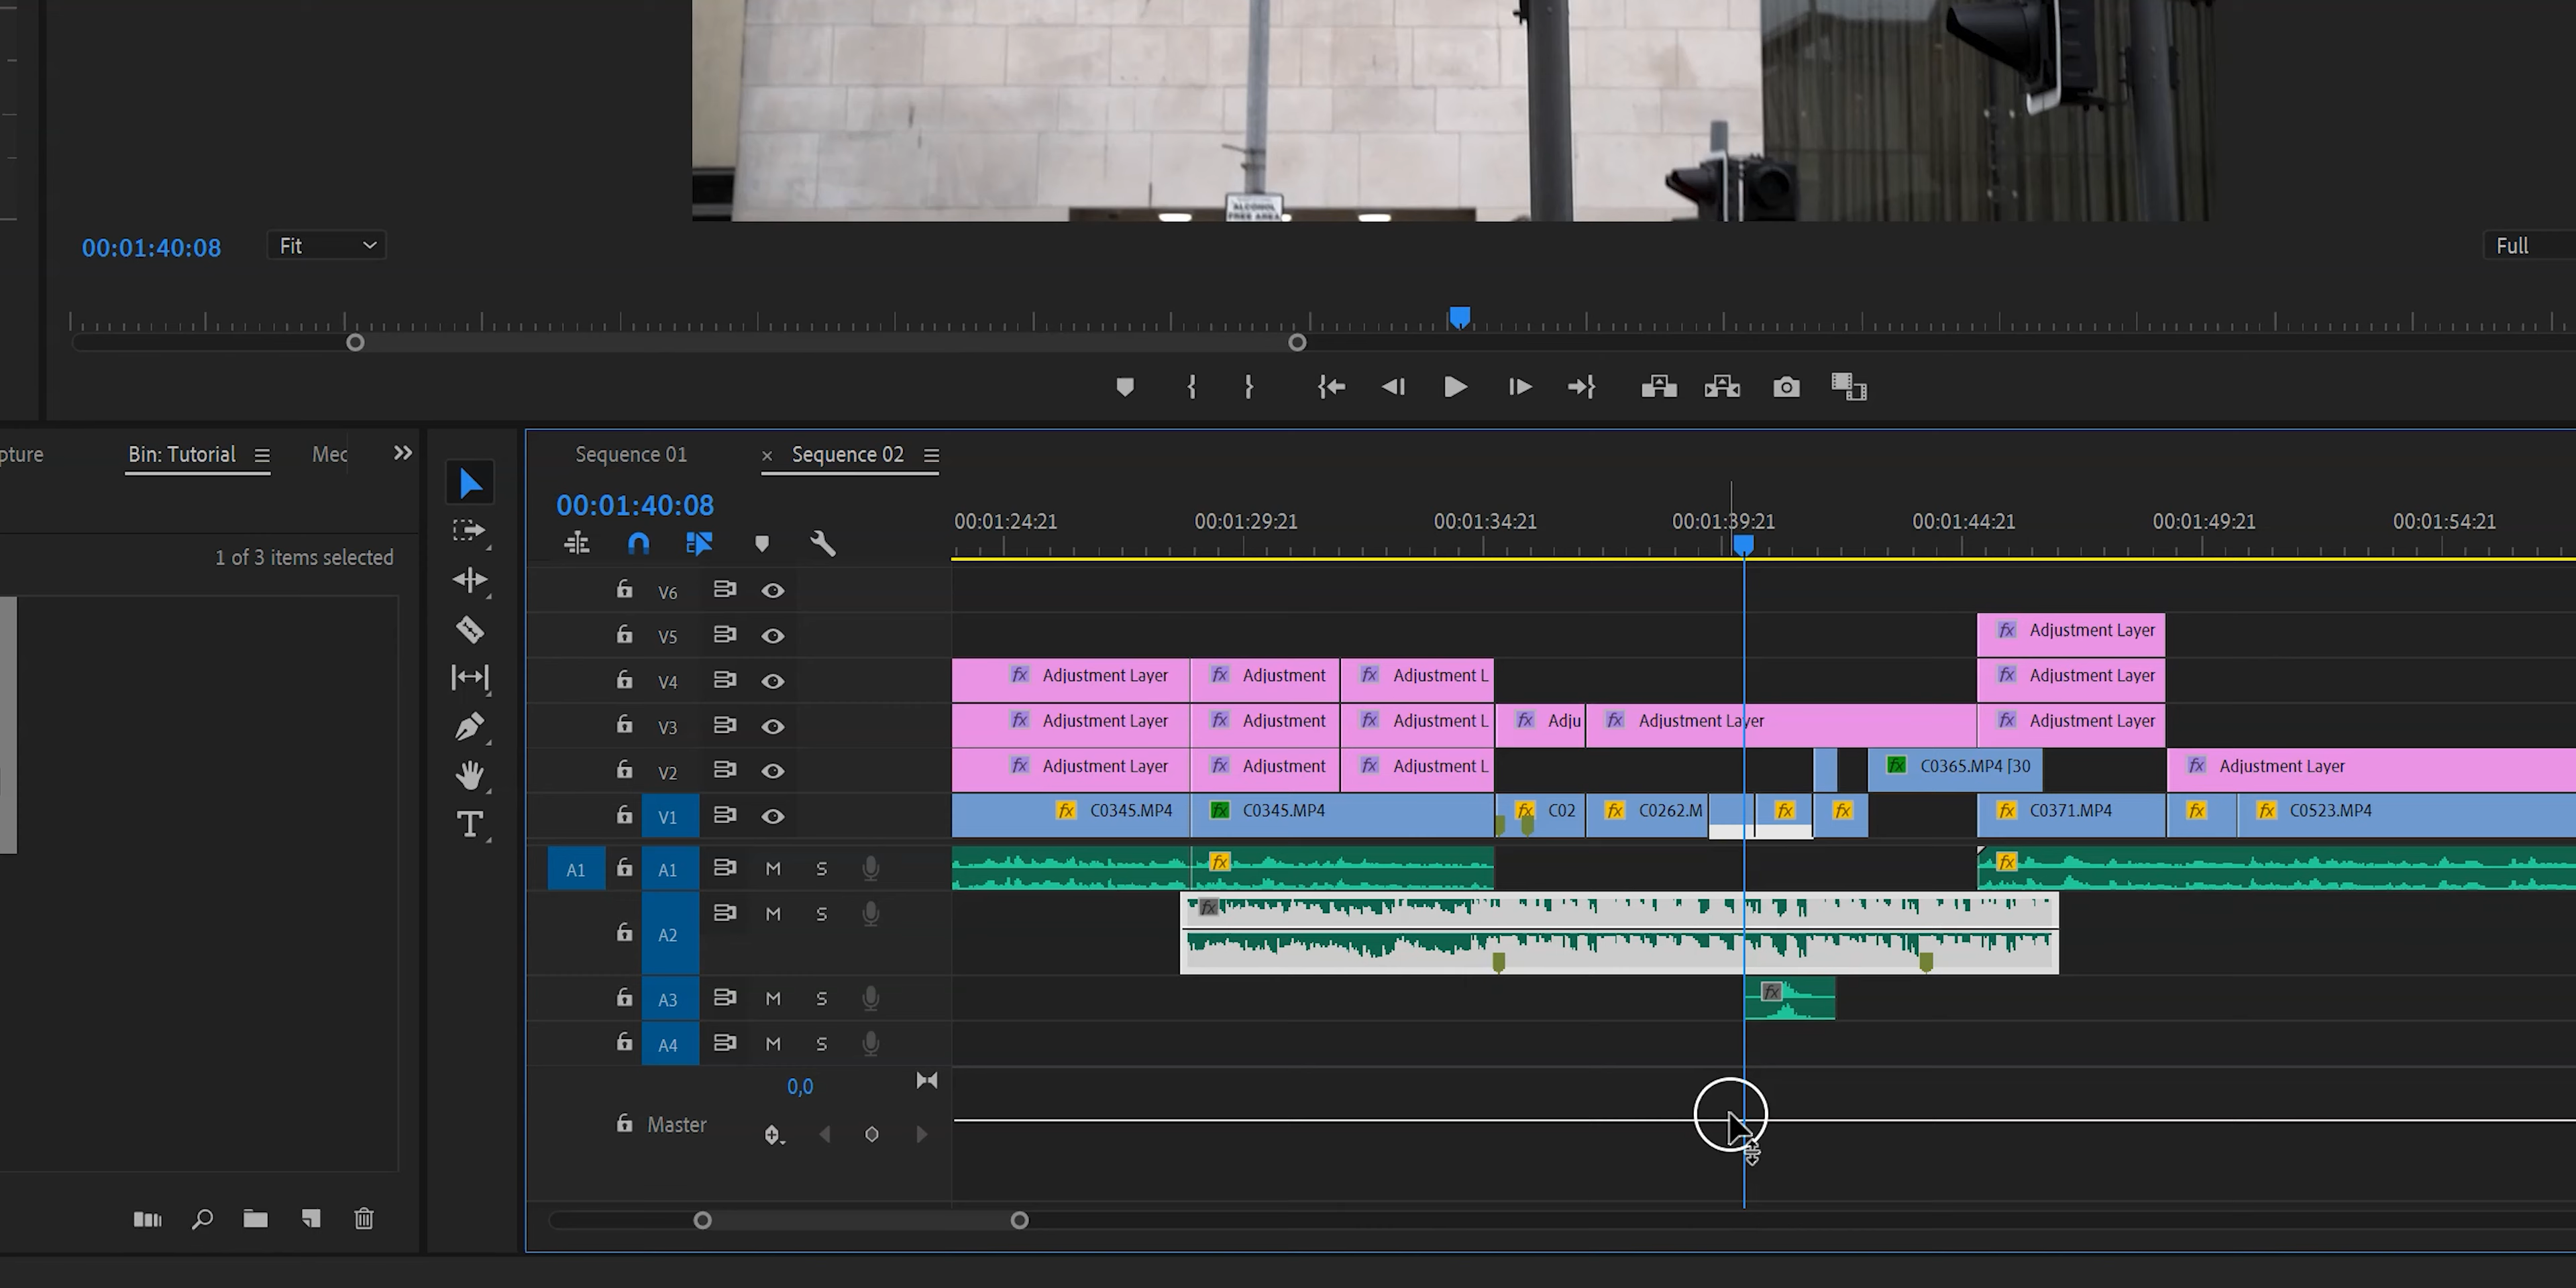 ALCOHOL
FREE AREA
00:01:40:08
Fit
Full
pture
Bin: Tutorial
Mec
1 of 3 items selected
Sequence 01
× Sequence 02
00:01:40:08
00:01:24:21 00:01:29:21 00:01:34:21 00:01:39:21 00:01:44:21 00:01:49:21 00:01:54:21
V6
V5 fx Adjustment Layer
V4 fx Adjustment Layer fx Adjustment fx Adjustment L fx Adjustment Layer
V3 fx Adjustment Layer fx Adjustment fx Adjustment L fx Adju fx Adjustment Layer fx Adjustment Layer
V2 fx Adjustment Layer fx Adjustment fx Adjustment L fx C0365.MP4 [30 fx Adjustment Layer
V1 fx C0345.MP4 fx C0345.MP4 fx C02 fx C0262.M fx fx fx C0371.MP4 fx fx C0523.MP4
A1 A1 M S fx fx
A2 M S fx
A3 M S fx
A4 M S
0,0
Master
T